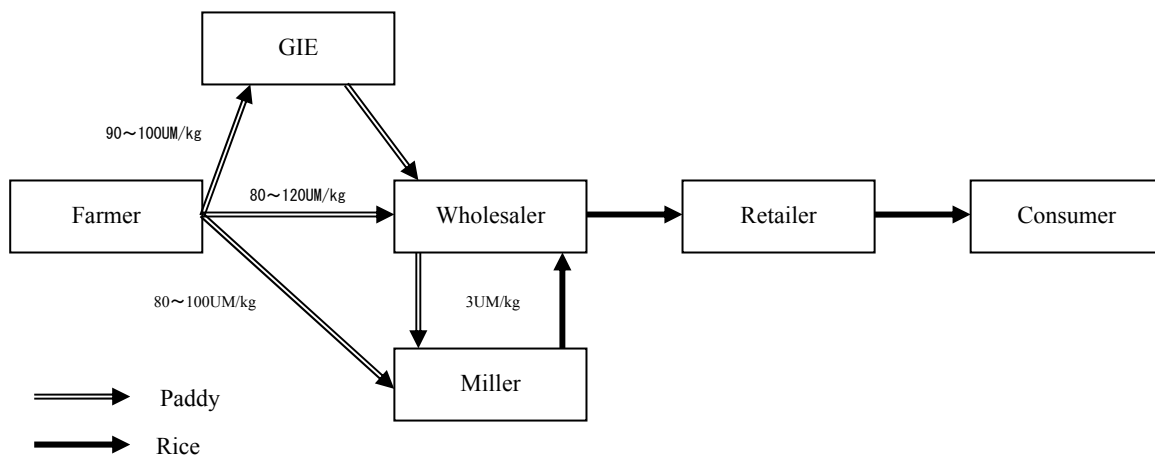 GIE
90～100UM/kg
80～120UM/kg
Farmer
Wholesaler
Retailer
Consumer
80～100UM/kg
3UM/kg
Miller
Paddy
Rice